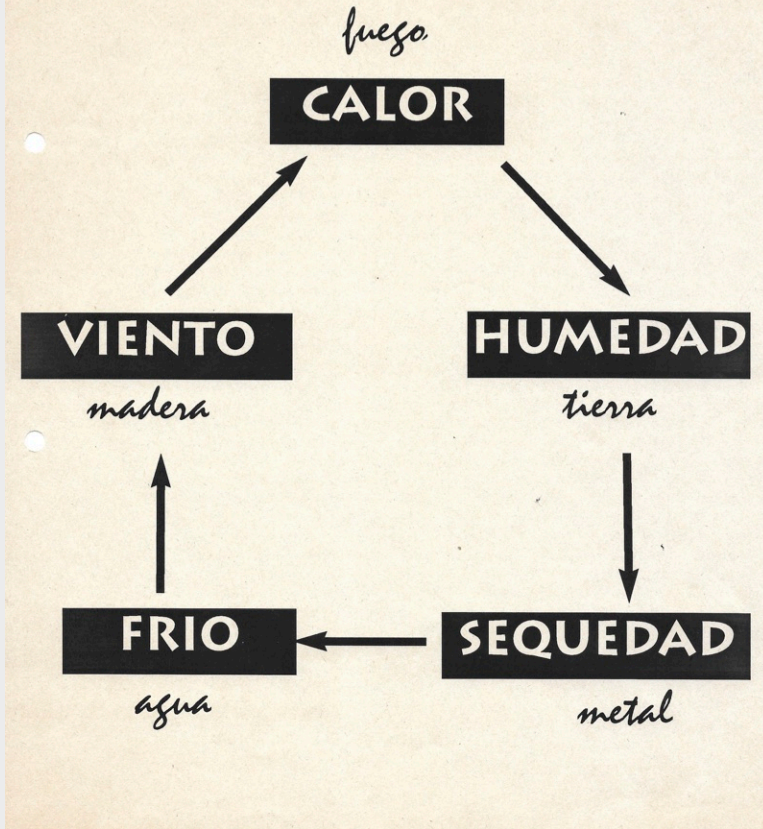 fuego
CALOR
VIENTO
HUMEDAD
madera
tierra
FRIO
SEQUEDAD
agua
metal